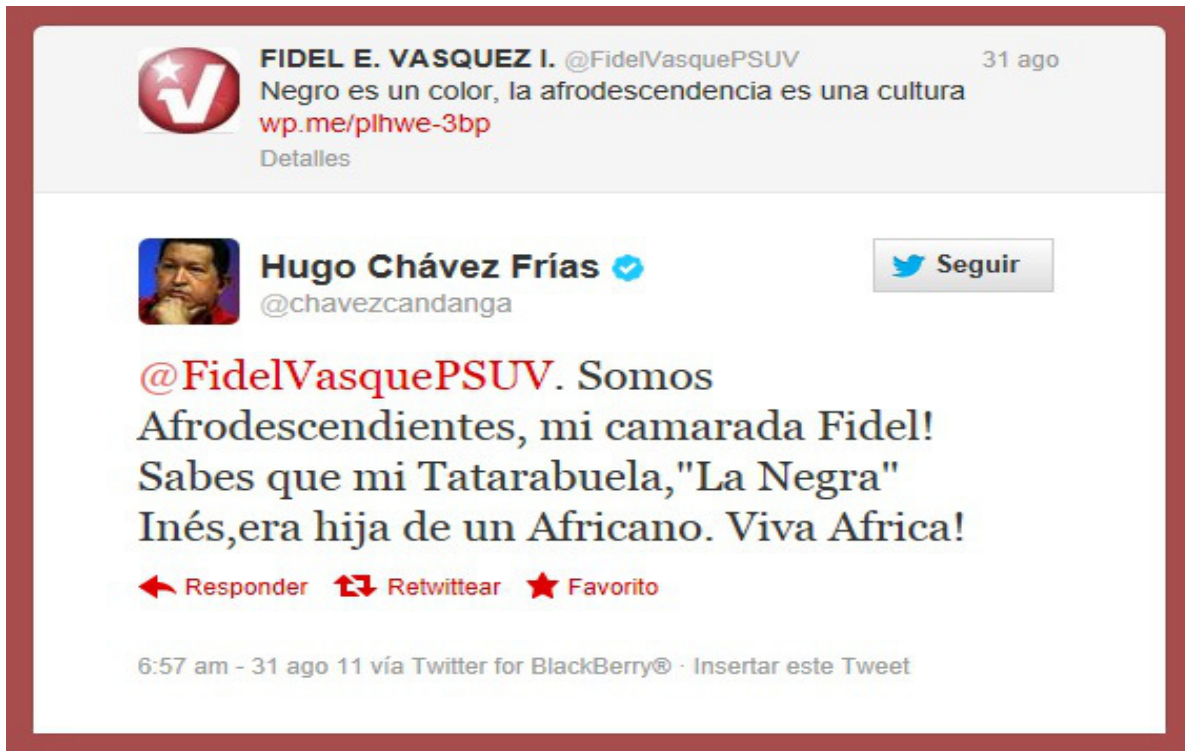 FIDEL E. VASQUEZ I. @FidelVasquePSUV 31 ago
Negro es un color, la afrodescendencia es una cultura
wp.me/plhwe-3bp
Detalles
Hugo Chávez Frías
Seguir
@chavezcandanga
@FidelVasquePSUV. Somos
Afrodescendientes, mi camarada Fidel!
Sabes que mi Tatarabuela,"La Negra"
Inés,era hija de un Africano. Viva Africa!
Responder Retwittear Favorito
6:57 am - 31 ago 11 vía Twitter for BlackBerry® · Insertar este Tweet